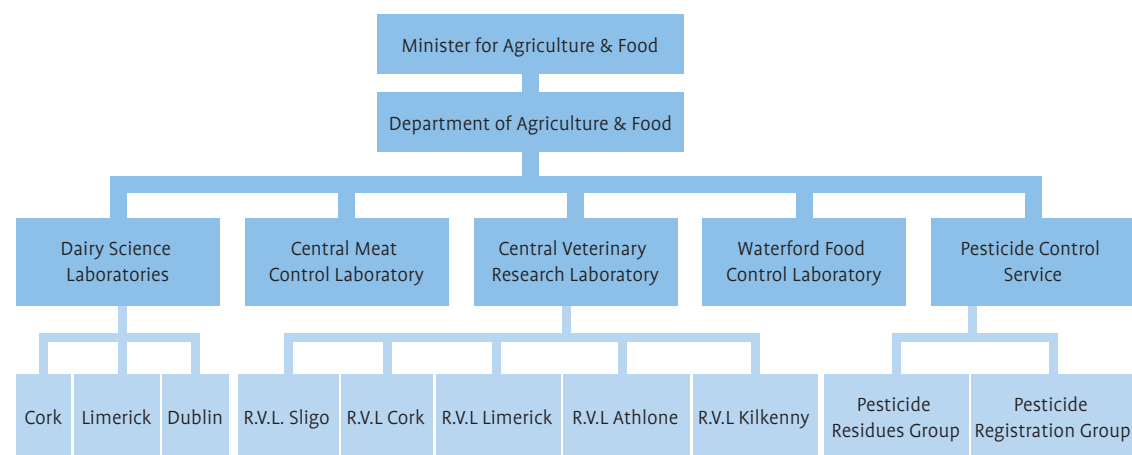 Minister for Agriculture & Food
Department of Agriculture & Food
Dairy Science
Laboratories
Central Meat
Control Laboratory
Central Veterinary
Research Laboratory
Waterford Food
Control Laboratory
Pesticide Control
Service
Cork
Limerick
Dublin
R.V.L. Sligo
R.V.L Cork
R.V.L Limerick
R.V.L Athlone
R.V.L Kilkenny
Pesticide
Residues Group
Pesticide
Registration Group